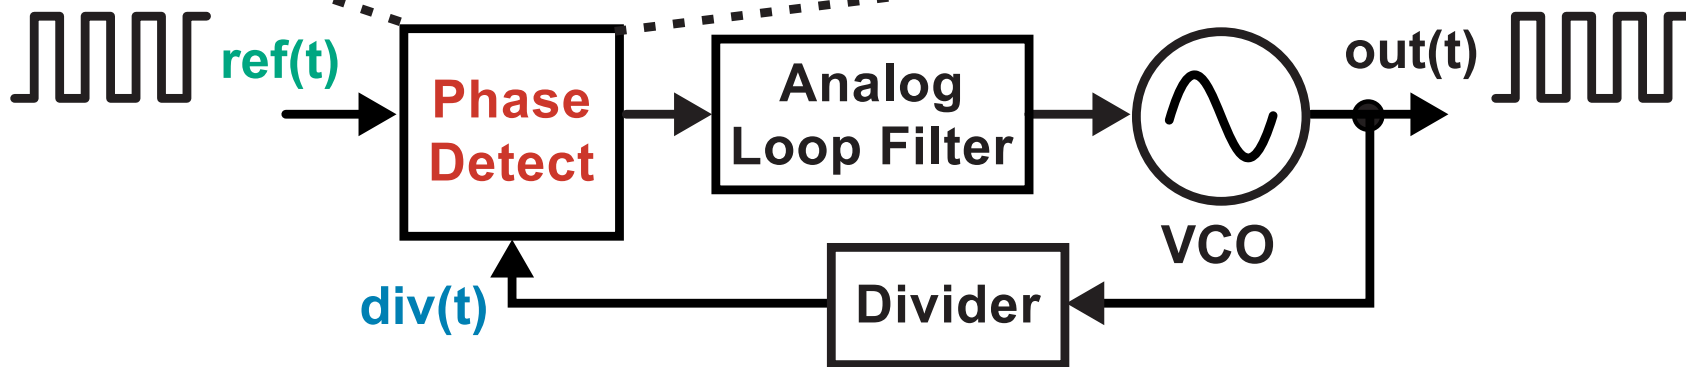 ref(t)
Phase
Detect
Analog
Loop Filter
VCO
out(t)
div(t)
Divider